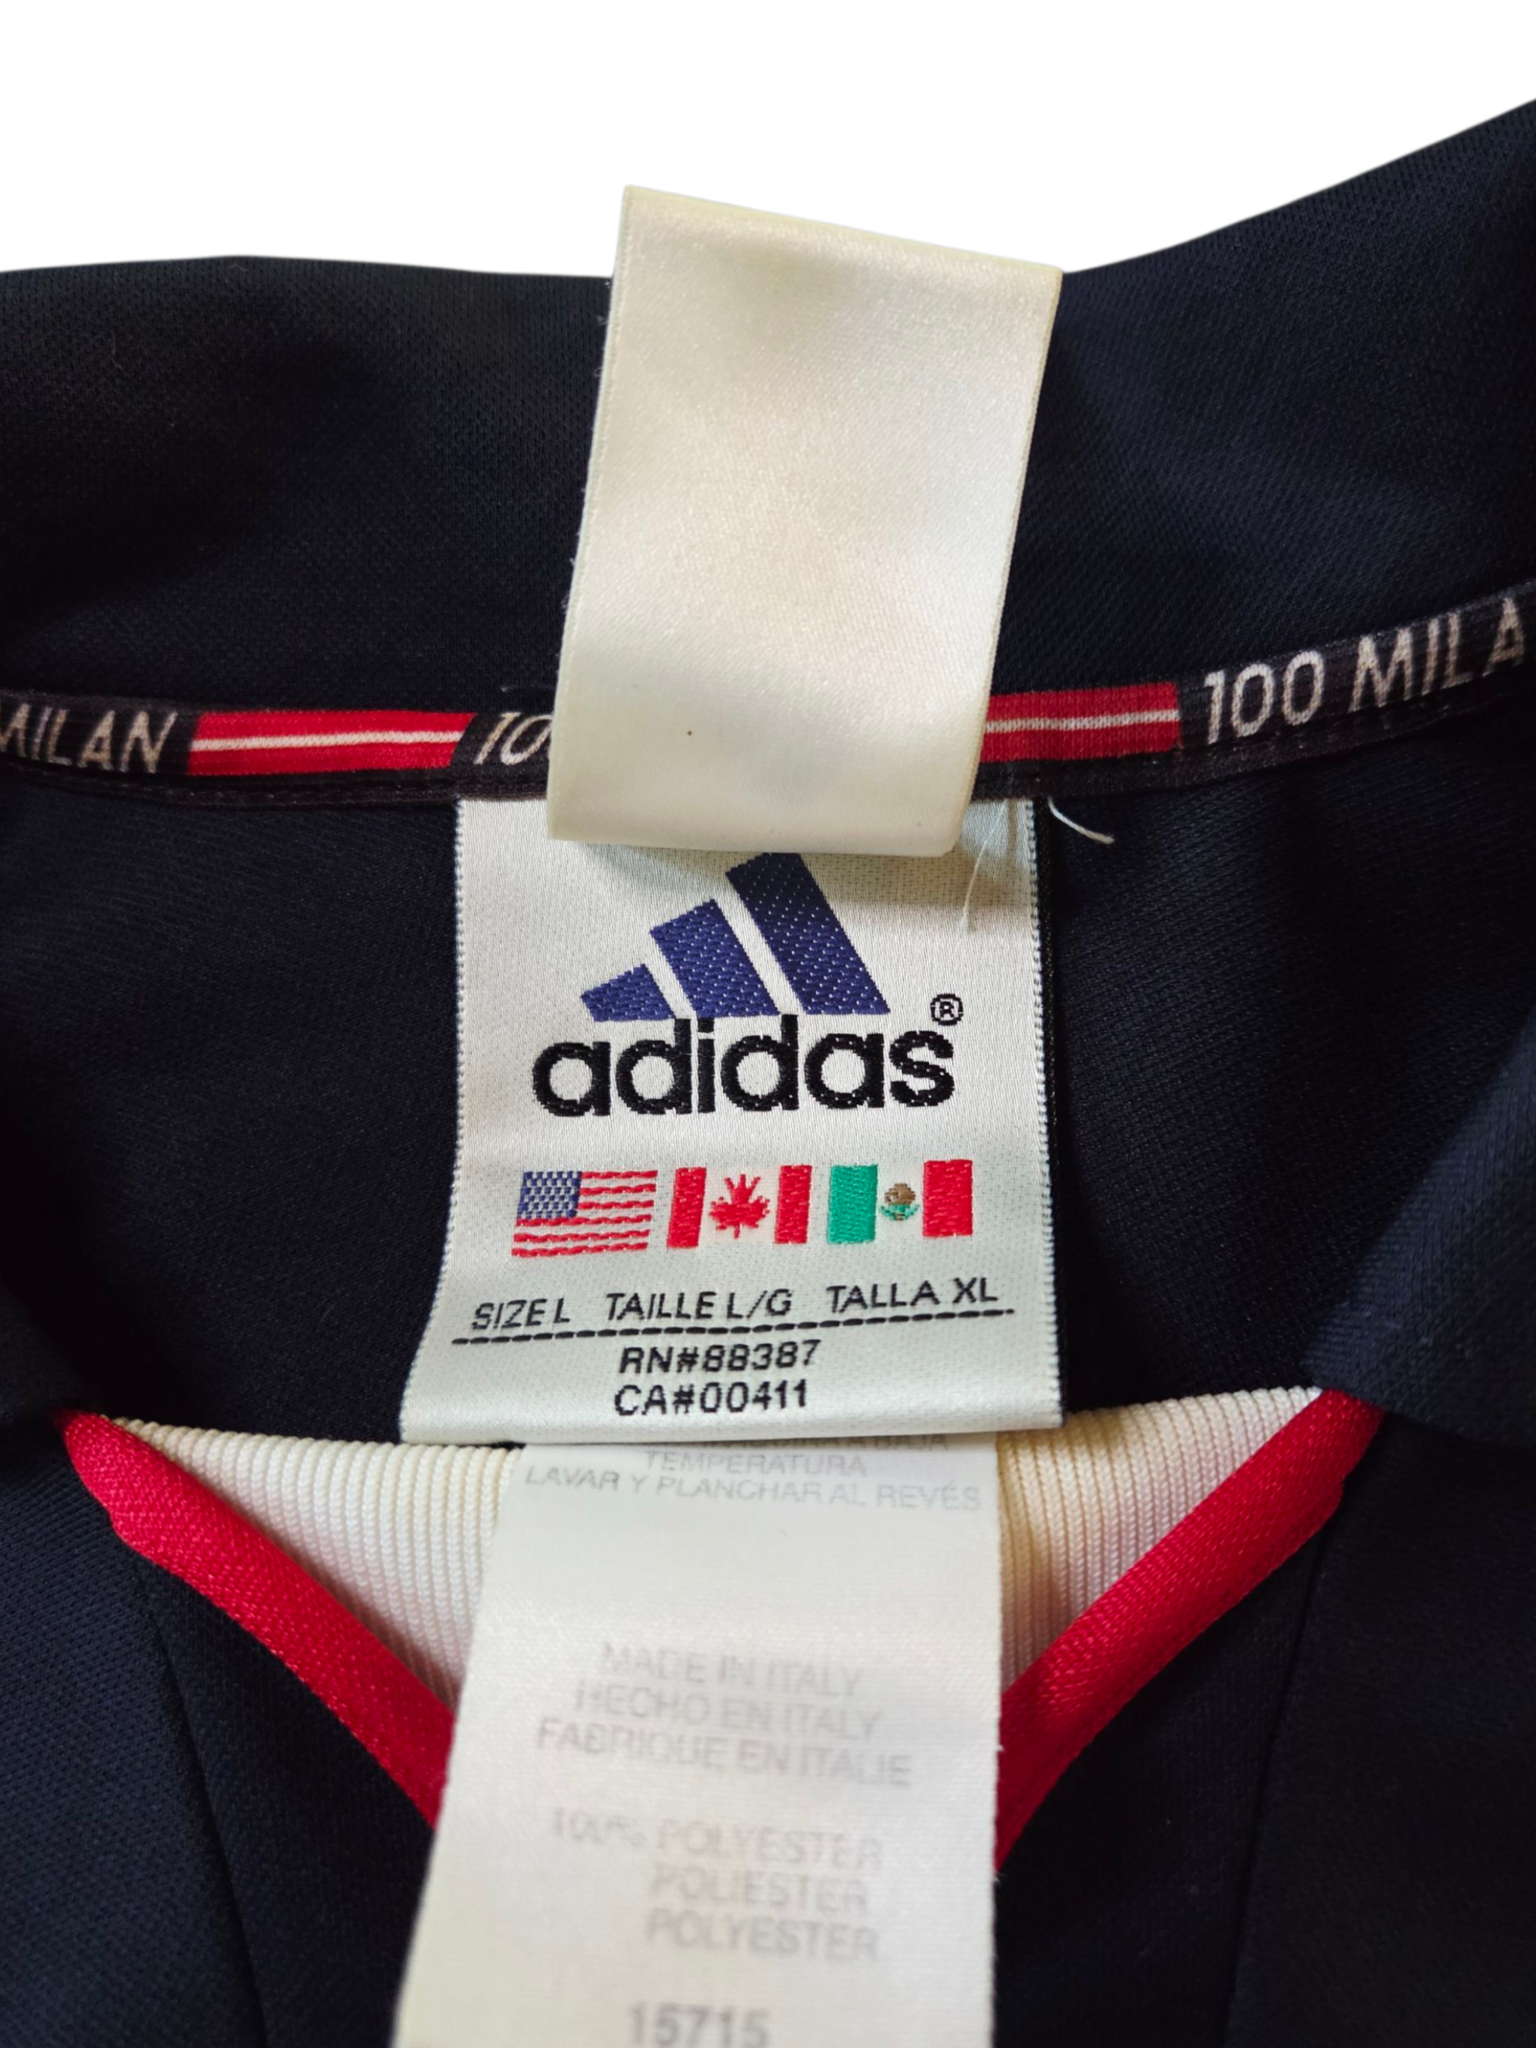 MILAN 10 100 MILA
adidas®
SIZE L TAILLE L/G TALLA XL
RN#88387
CA#00411
TEMPERATURA
LAVAR Y PLANCHAR AL REVÉS
MADE IN ITALY
HECHO EN ITALY
FABRIQUE EN ITALIE
100% POLYESTER
POLIESTER
POLYESTER
15715